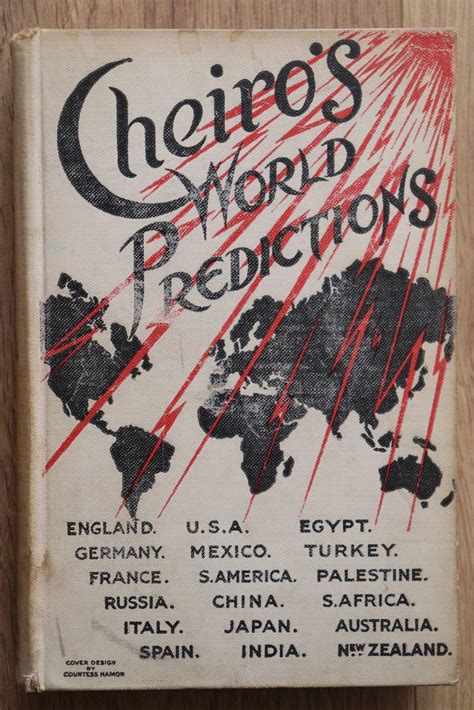 Cheiro's
World
Predictions
ENGLAND. U.S.A. EGYPT.
GERMANY. MEXICO. TURKEY.
FRANCE. S.AMERICA. PALESTINE.
RUSSIA. CHINA. S.AFRICA.
ITALY. JAPAN. AUSTRALIA.
SPAIN. INDIA. NEW ZEALAND.
COVER DESIGN
BY
COUNTESS HAMON